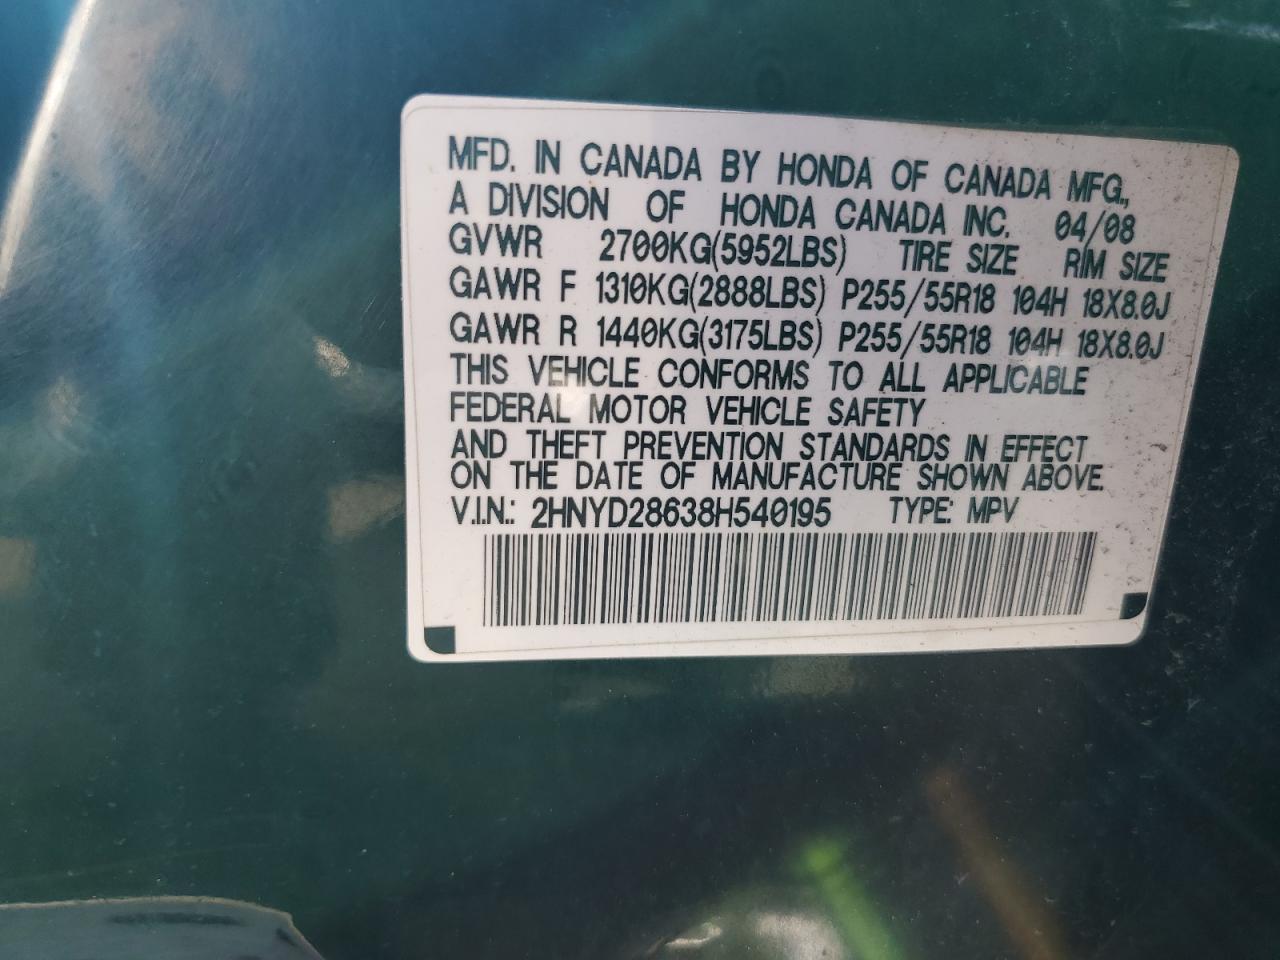 MFD. IN CANADA BY HONDA OF CANADA MFG.,
A DIVISION OF HONDA CANADA INC. 04/08
GVWR 2700KG(5952LBS) TIRE SIZE RIM SIZE
GAWR F 1310KG(2888LBS) P255/55R18 104H 18X8.0J
GAWR R 1440KG(3175LBS) P255/55R18 104H 18X8.0J
THIS VEHICLE CONFORMS TO ALL APPLICABLE
FEDERAL MOTOR VEHICLE SAFETY
AND THEFT PREVENTION STANDARDS IN EFFECT
ON THE DATE OF MANUFACTURE SHOWN ABOVE.
V.I.N.: 2HNYD28638H540195 TYPE: MPV